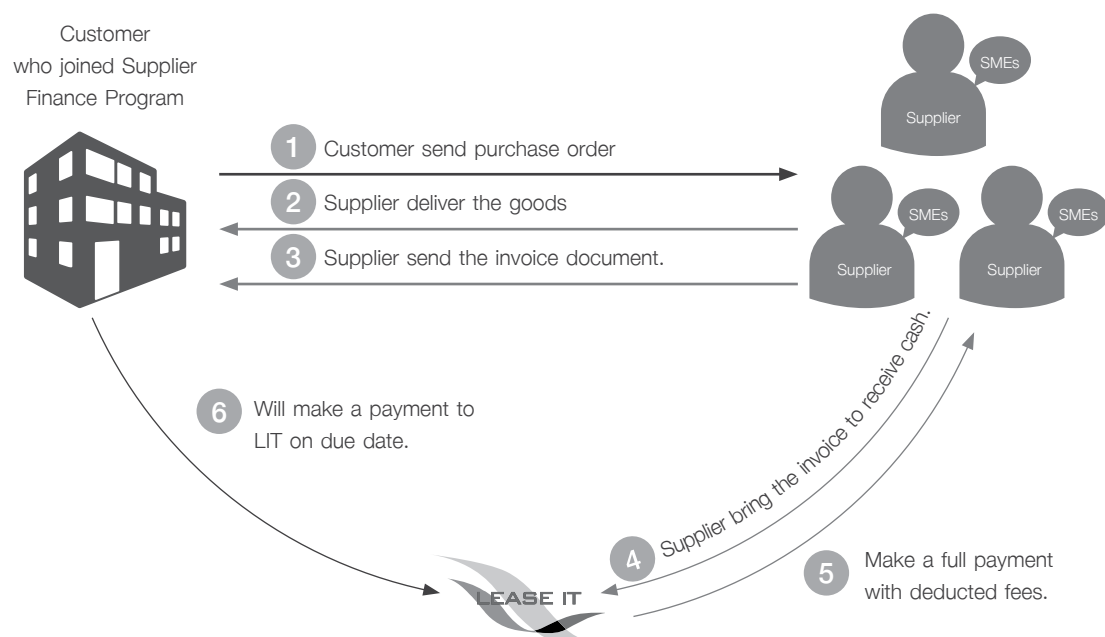 Customer
who joined Supplier
Finance Program
SMEs
Supplier
1 Customer send purchase order
2 Supplier deliver the goods
3 Supplier send the invoice document.
SMEs
Supplier
SMEs
Supplier
6 Will make a payment to
LIT on due date.
4 Supplier bring the invoice to receive cash.
5 Make a full payment
with deducted fees.
LEASE IT